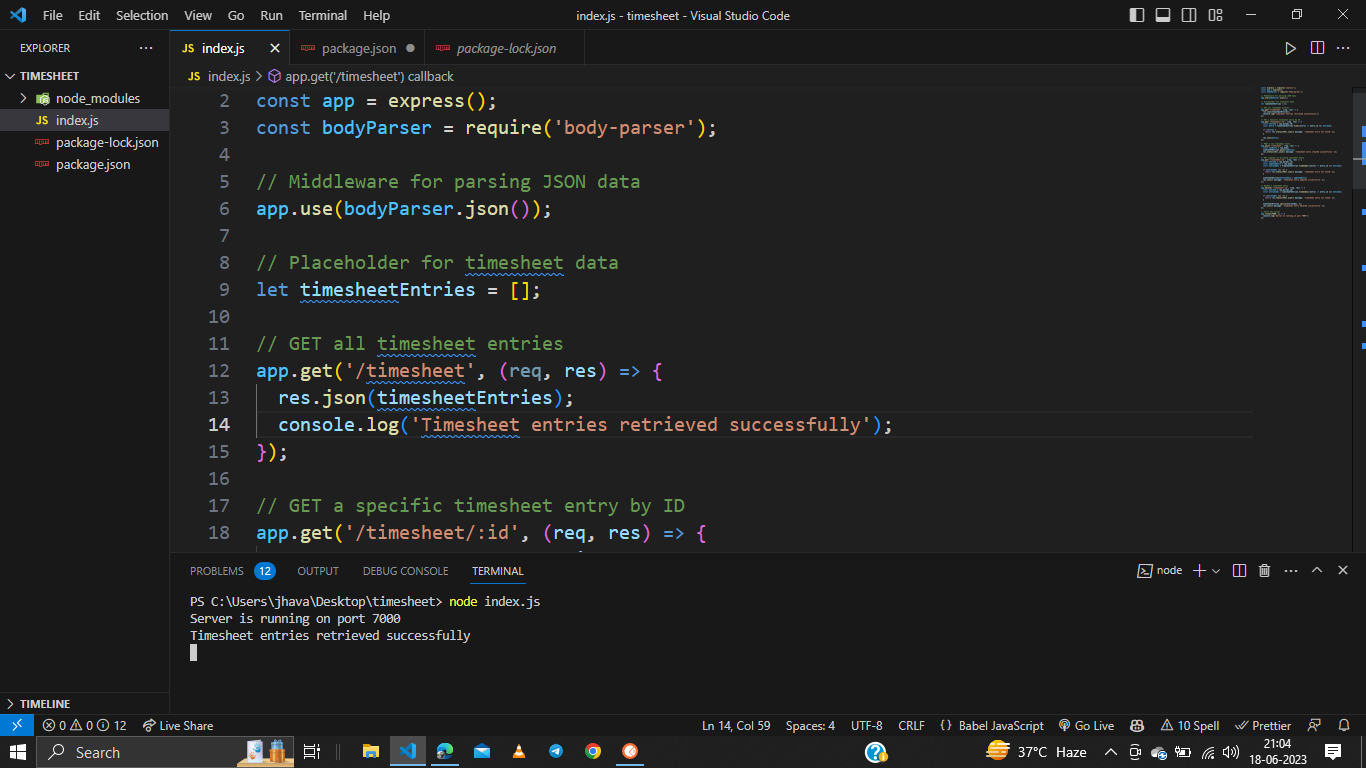 File Edit Selection View Go Run Terminal Help
index.js - timesheet - Visual Studio Code
EXPLORER
TIMESHEET
node_modules
JS index.js
package-lock.json
package.json
TIMELINE
JS index.js
package.json
package-lock.json
JS index.js > app.get('/timesheet') callback
2 const app = express();
3 const bodyParser = require('body-parser');
4
5 // Middleware for parsing JSON data
6 app.use(bodyParser.json());
7
8 // Placeholder for timesheet data
9 let timesheetEntries = [];
10
11 // GET all timesheet entries
12 app.get('/timesheet', (req, res) => {
13 res.json(timesheetEntries);
14 console.log('Timesheet entries retrieved successfully');
15 });
16
17 // GET a specific timesheet entry by ID
18 app.get('/timesheet/:id', (req, res) => {
PROBLEMS 12 OUTPUT DEBUG CONSOLE TERMINAL
node
PS C:\Users\jhava\Desktop\timesheet> node index.js
Server is running on port 7000
Timesheet entries retrieved successfully
0 0 12 Live Share
Ln 14, Col 59 Spaces: 4 UTF-8 CRLF {} Babel JavaScript Go Live 10 Spell Prettier
Search
37°C Haze
21:04
18-06-2023